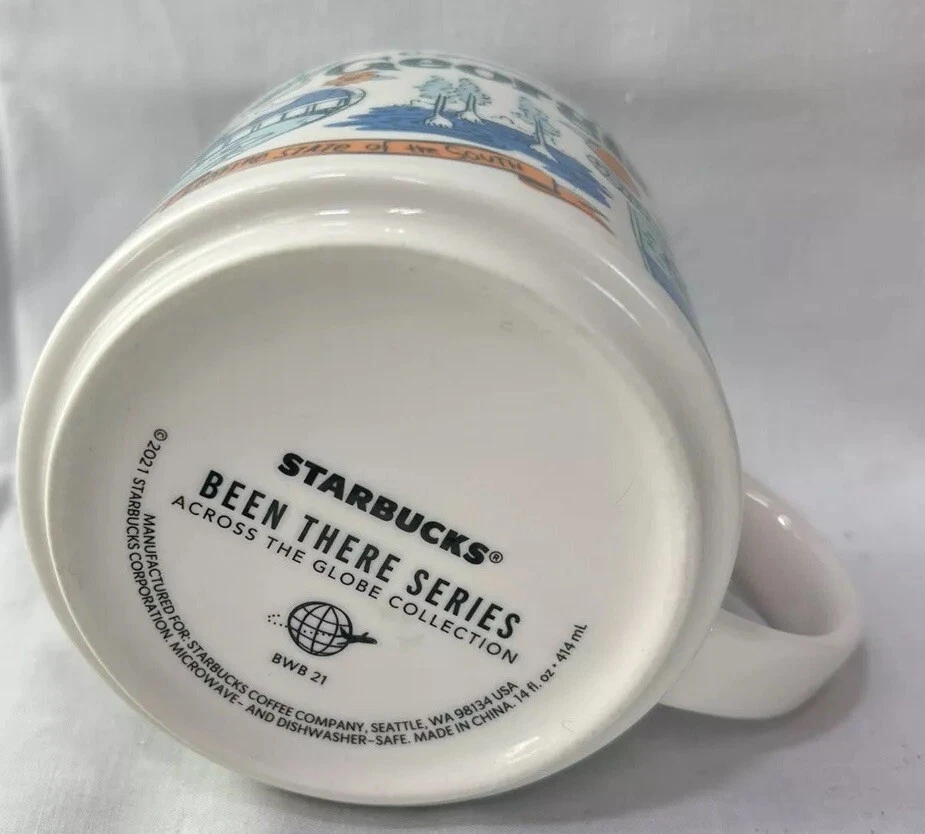 Geor
STATE of the SOUTH
STARBUCKS®
BEEN THERE SERIES
ACROSS THE GLOBE COLLECTION
BWB 21
© 2021 STARBUCKS CORPORATION. MICROWAVE- AND DISHWASHER-SAFE. MADE IN CHINA. 14 fl. oz • 414 mL
MANUFACTURED FOR: STARBUCKS COFFEE COMPANY, SEATTLE, WA 98134 USA